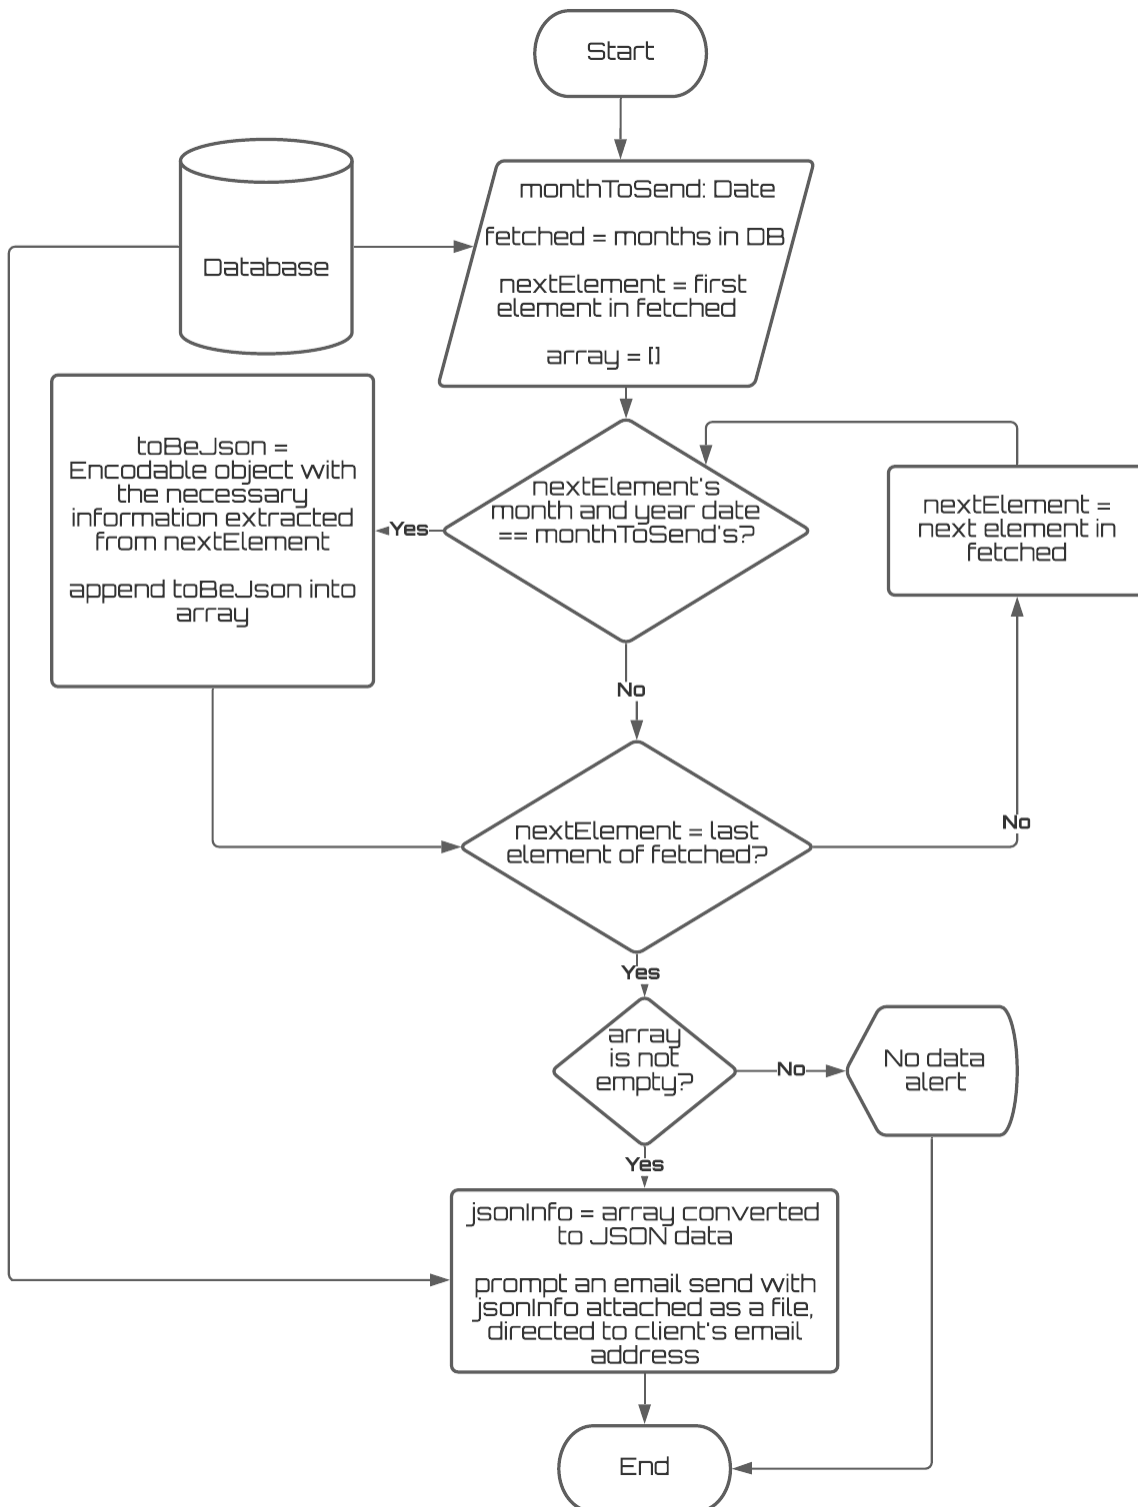 Start
monthToSend: Date
fetched = months in DB
nextElement = first
element in fetched
array = []
Database
toBeJson =
Encodable object with
the necessary
information extracted
from nextElement
append toBeJson into
array
Yes
nextElement's
month and year date
== monthToSend's?
nextElement =
next element in
fetched
No
nextElement = last
element of fetched?
No
Yes
array
is not
empty?
No
No data
alert
Yes
jsonInfo = array converted
to JSON data
prompt an email send with
jsonInfo attached as a file,
directed to client's email
address
End